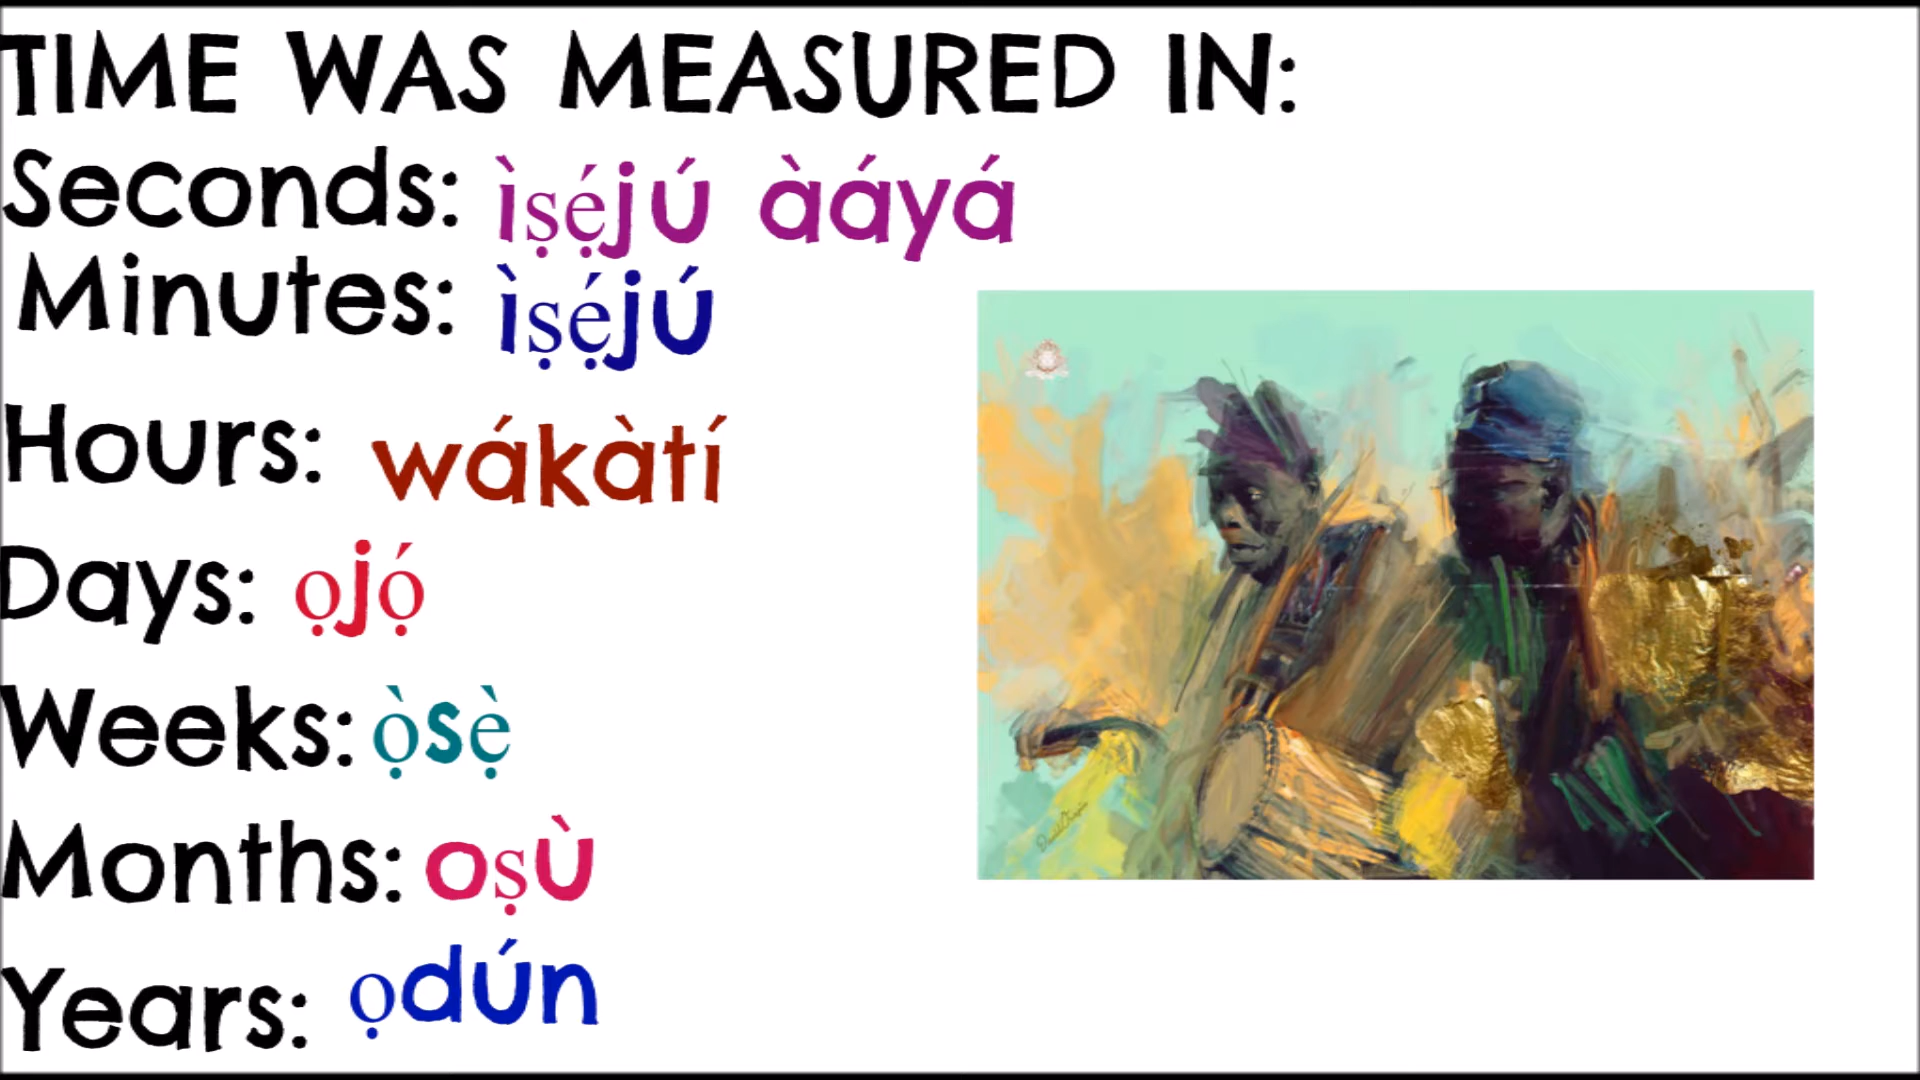 TIME WAS MEASURED IN:
Seconds: ìṣẹ́jú àáyá
Minutes: ìṣẹ́jú
Hours: wákàtí
Days: ọjọ́
Weeks: ọ̀sẹ̀
Months: oṣù
Years: ọdún